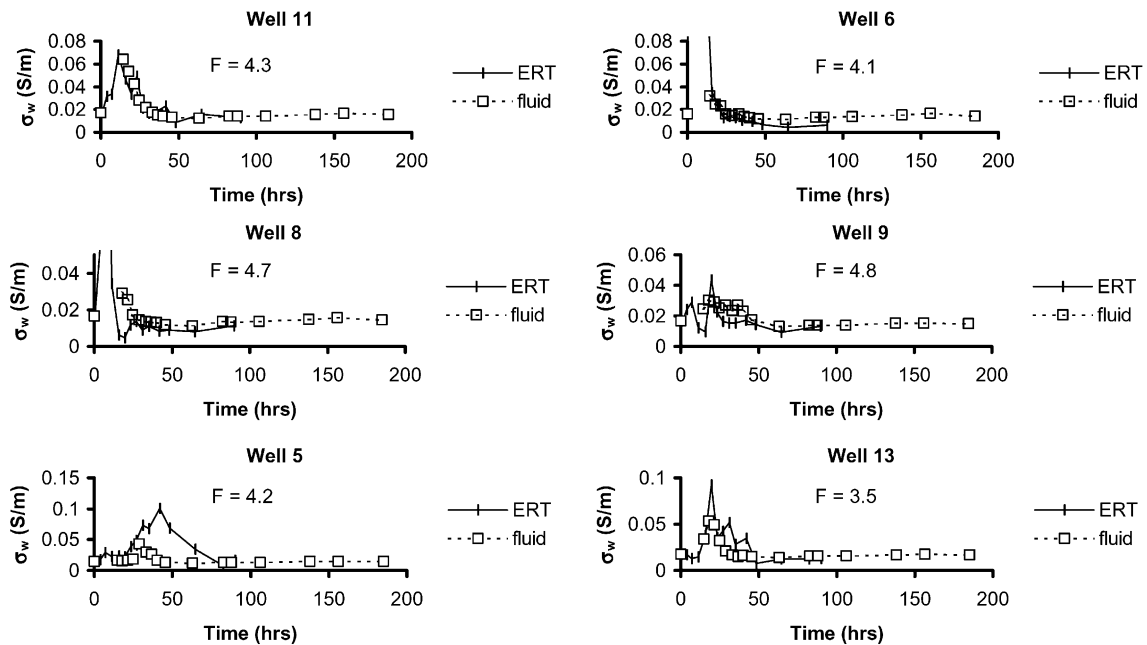 Well 11
σw (S/m)
0.08
0.06
0.04
0.02
0
F = 4.3
ERT
fluid
0 50 100 150 200
Time (hrs)
Well 6
σw (S/m)
0.08
0.06
0.04
0.02
0
F = 4.1
ERT
fluid
0 50 100 150 200
Time (hrs)
Well 8
σw (S/m)
0.04
0.02
0
F = 4.7
ERT
fluid
0 50 100 150 200
Time (hrs)
Well 9
σw (S/m)
0.06
0.04
0.02
0
F = 4.8
ERT
fluid
0 50 100 150 200
Time (hrs)
Well 5
σw (S/m)
0.15
0.1
0.05
0
F = 4.2
ERT
fluid
0 50 100 150 200
Time (hrs)
Well 13
σw (S/m)
0.1
0.05
0
F = 3.5
ERT
fluid
0 50 100 150 200
Time (hrs)